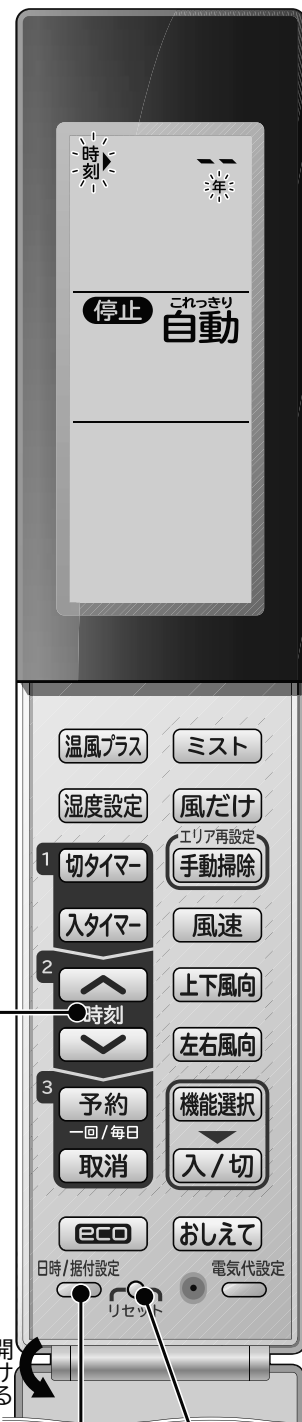 時刻
--
年
停止
これっきり
自動
温風プラス
ミスト
湿度設定
風だけ
エリア再設定
1
切タイマー
手動掃除
入タイマー
風速
2
上下風向
時刻
左右風向
3
予約
機能選択
一回/毎日
取消
入/切
eco
おしえて
日時/据付設定
電気代設定
リセット
開
け
る